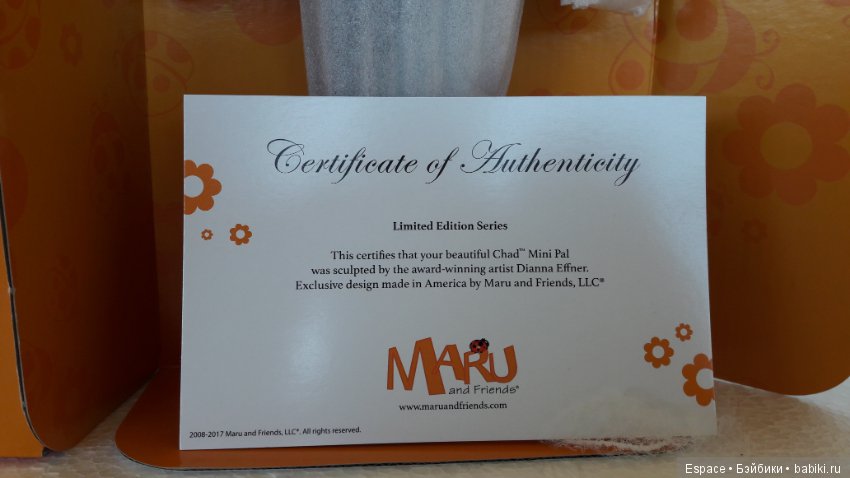 Certificate of Authenticity
Limited Edition Series
This certifies that your beautiful Chad™ Mini Pal
was sculpted by the award-winning artist Dianna Effner.
Exclusive design made in America by Maru and Friends, LLC®
MARU
and Friends®
www.maruandfriends.com
2008-2017 Maru and Friends, LLC®. All rights reserved.
Espace • Бэйбики • babiki.ru